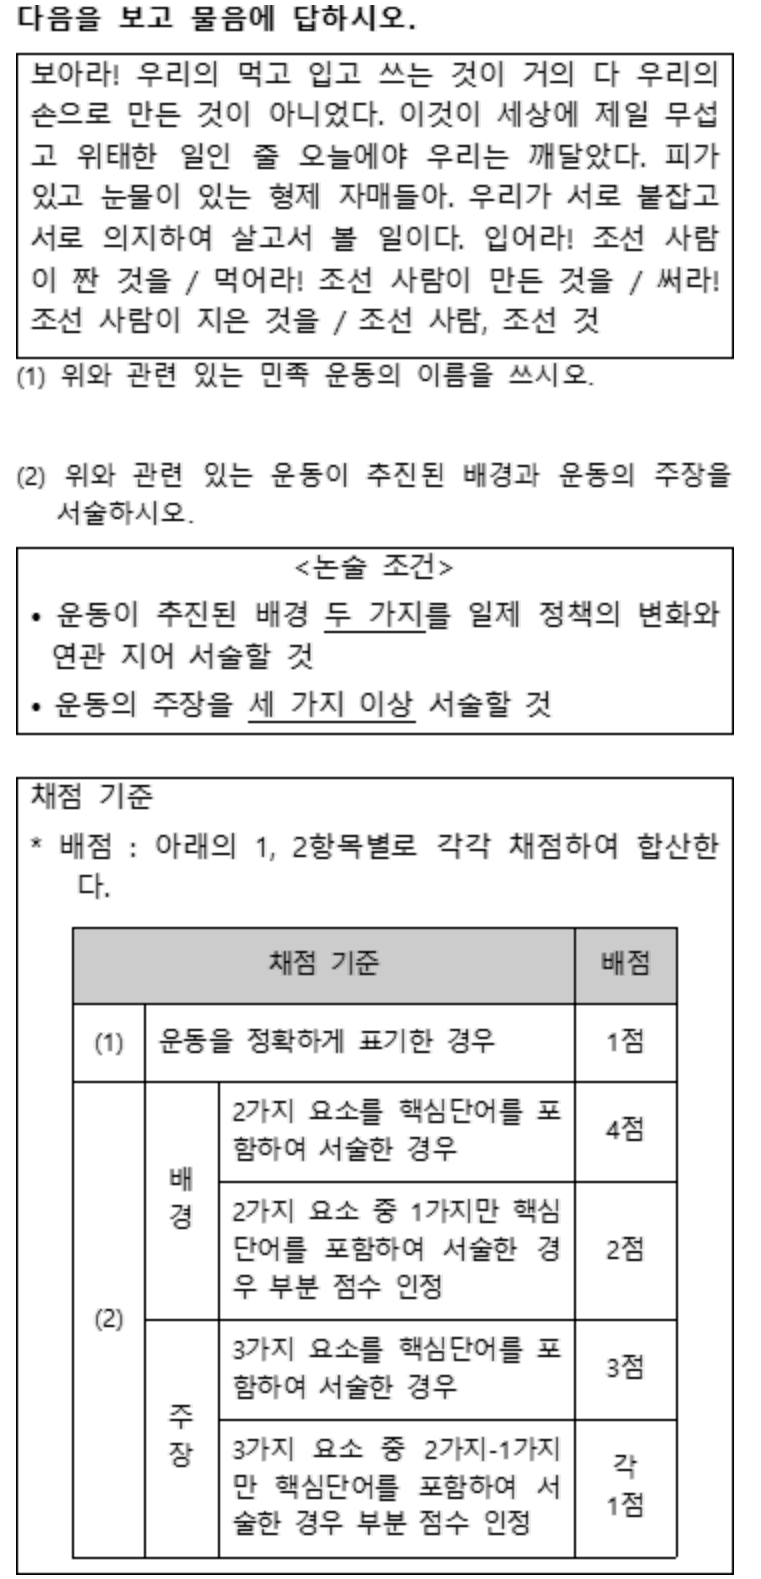 다음을 보고 물음에 답하시오.
보아라! 우리의 먹고 입고 쓰는 것이 거의 다 우리의
손으로 만든 것이 아니었다. 이것이 세상에 제일 무섭
고 위태한 일인 줄 오늘에야 우리는 깨달았다. 피가
있고 눈물이 있는 형제 자매들아. 우리가 서로 붙잡고
서로 의지하여 살고서 볼 일이다. 입어라! 조선 사람
이 짠 것을 / 먹어라! 조선 사람이 만든 것을 / 써라!
조선 사람이 지은 것을 / 조선 사람, 조선 것
(1) 위와 관련 있는 민족 운동의 이름을 쓰시오.
(2) 위와 관련 있는 운동이 추진된 배경과 운동의 주장을
서술하시오.
<논술 조건>
• 운동이 추진된 배경 두 가지를 일제 정책의 변화와
연관 지어 서술할 것
• 운동의 주장을 세 가지 이상 서술할 것
채점 기준
* 배점 : 아래의 1, 2항목별로 각각 채점하여 합산한
다.
채점 기준 배점
(1) 운동을 정확하게 표기한 경우 1점
(2)
배
경
2가지 요소를 핵심단어를 포
함하여 서술한 경우
4점
2가지 요소 중 1가지만 핵심
단어를 포함하여 서술한 경
우 부분 점수 인정
2점
주
장
3가지 요소를 핵심단어를 포
함하여 서술한 경우
3점
3가지 요소 중 2가지-1가지
만 핵심단어를 포함하여 서
술한 경우 부분 점수 인정
각
1점